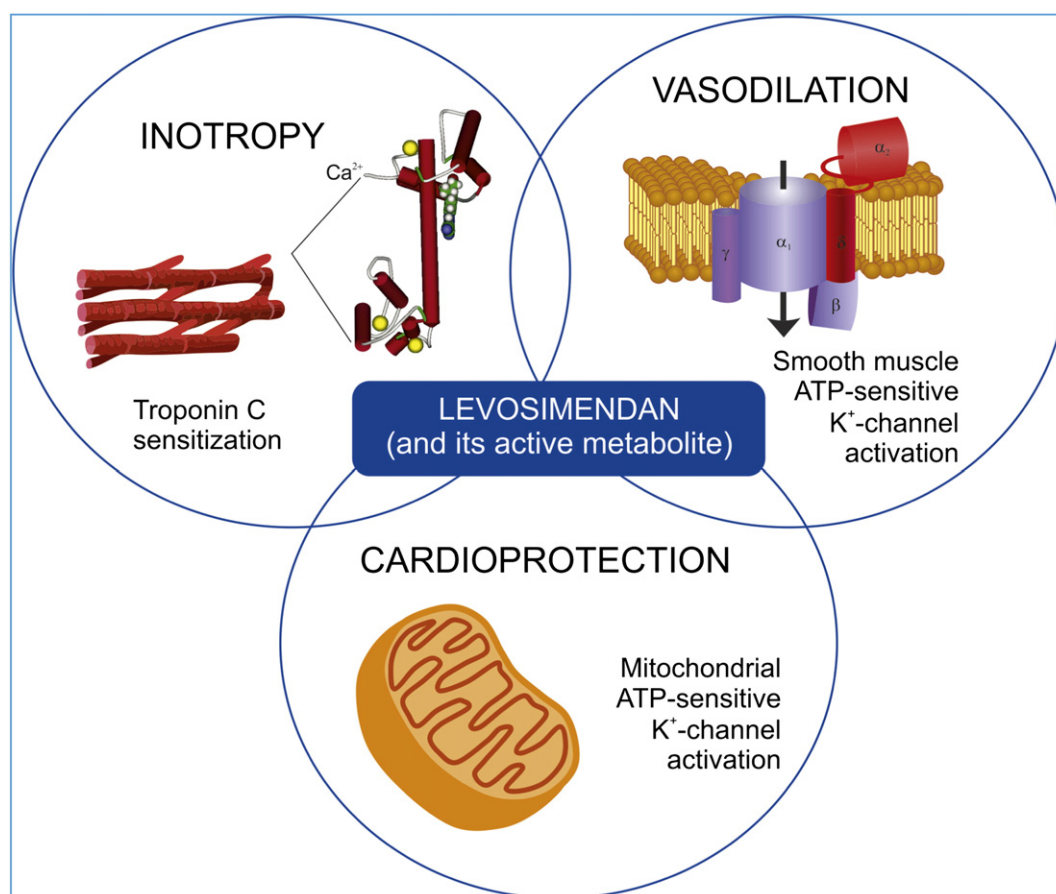 INOTROPY
Ca²⁺
Troponin C
sensitization
VASODILATION
α₂
γ
α₁
δ
β
Smooth muscle
ATP-sensitive
K⁺-channel
activation
LEVOSIMENDAN
(and its active metabolite)
CARDIOPROTECTION
Mitochondrial
ATP-sensitive
K⁺-channel
activation